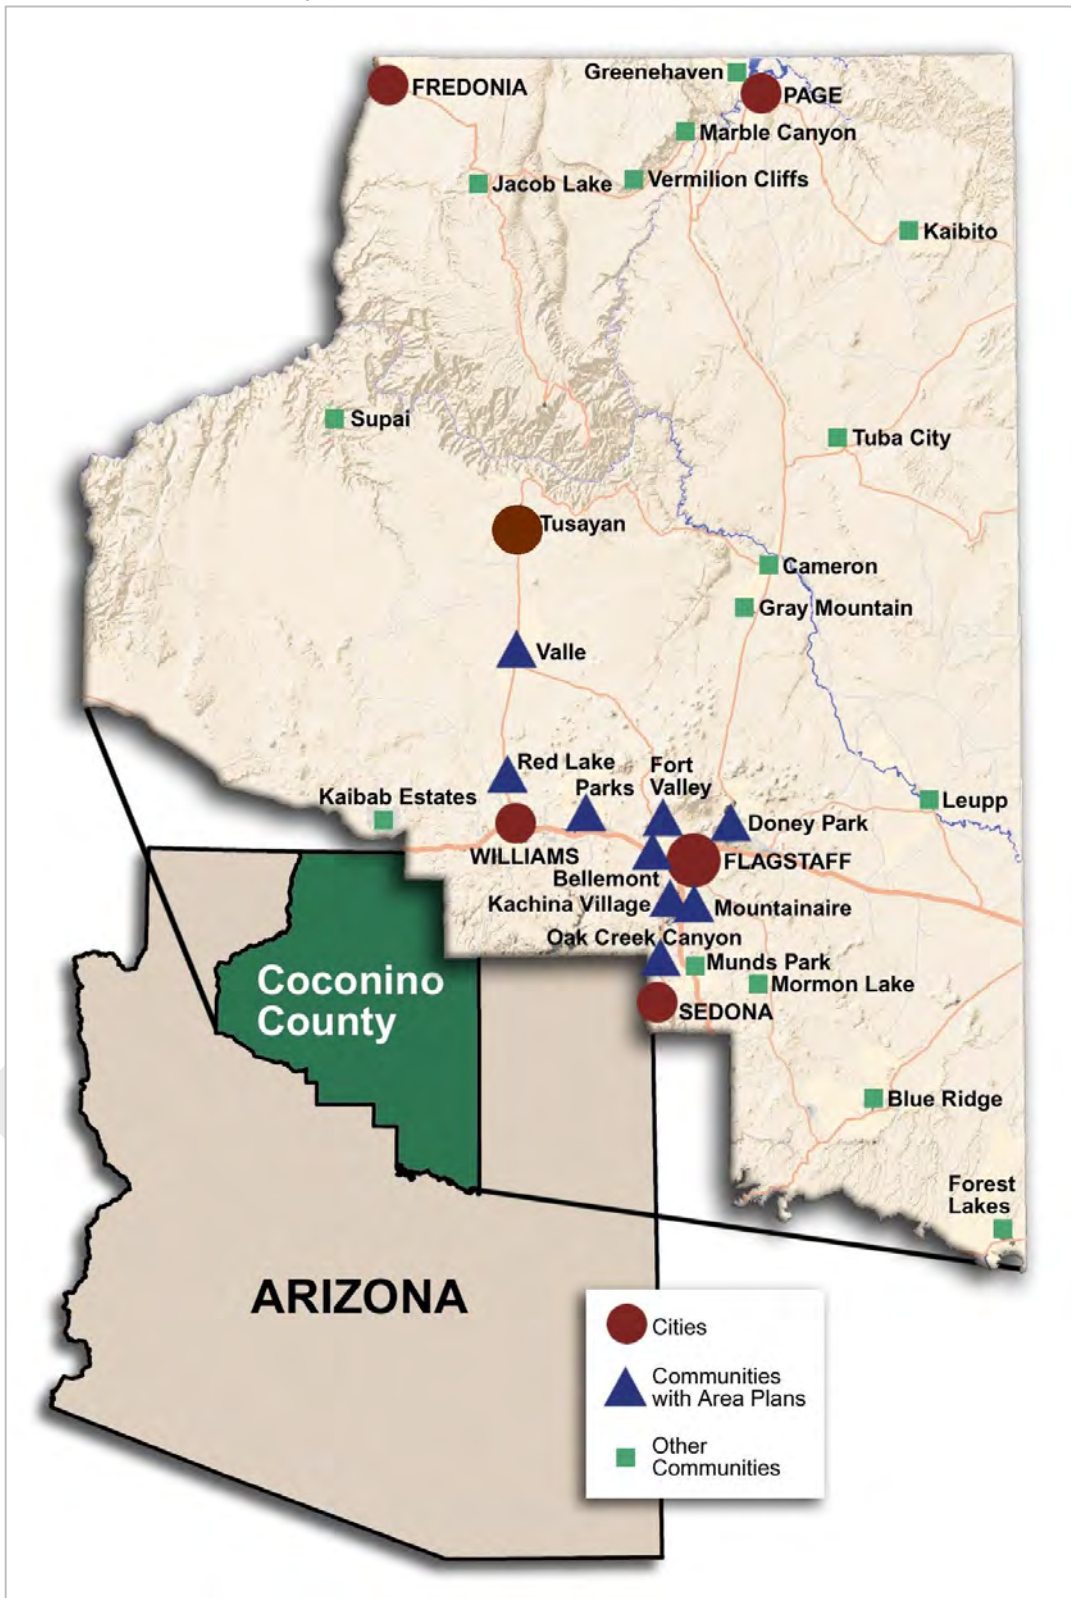 Greenehaven
FREDONIA
PAGE
Marble Canyon
Jacob Lake
Vermilion Cliffs
Kaibito
Supai
Tuba City
Tusayan
Cameron
Gray Mountain
Valle
Red Lake
Fort
Valley
Parks
Kaibab Estates
Leupp
Doney Park
WILLIAMS
FLAGSTAFF
Bellemont
Kachina Village
Mountainaire
Oak Creek Canyon
Munds Park
Mormon Lake
SEDONA
Blue Ridge
Forest
Lakes
Coconino
County
ARIZONA
Cities
Communities
with Area Plans
Other
Communities